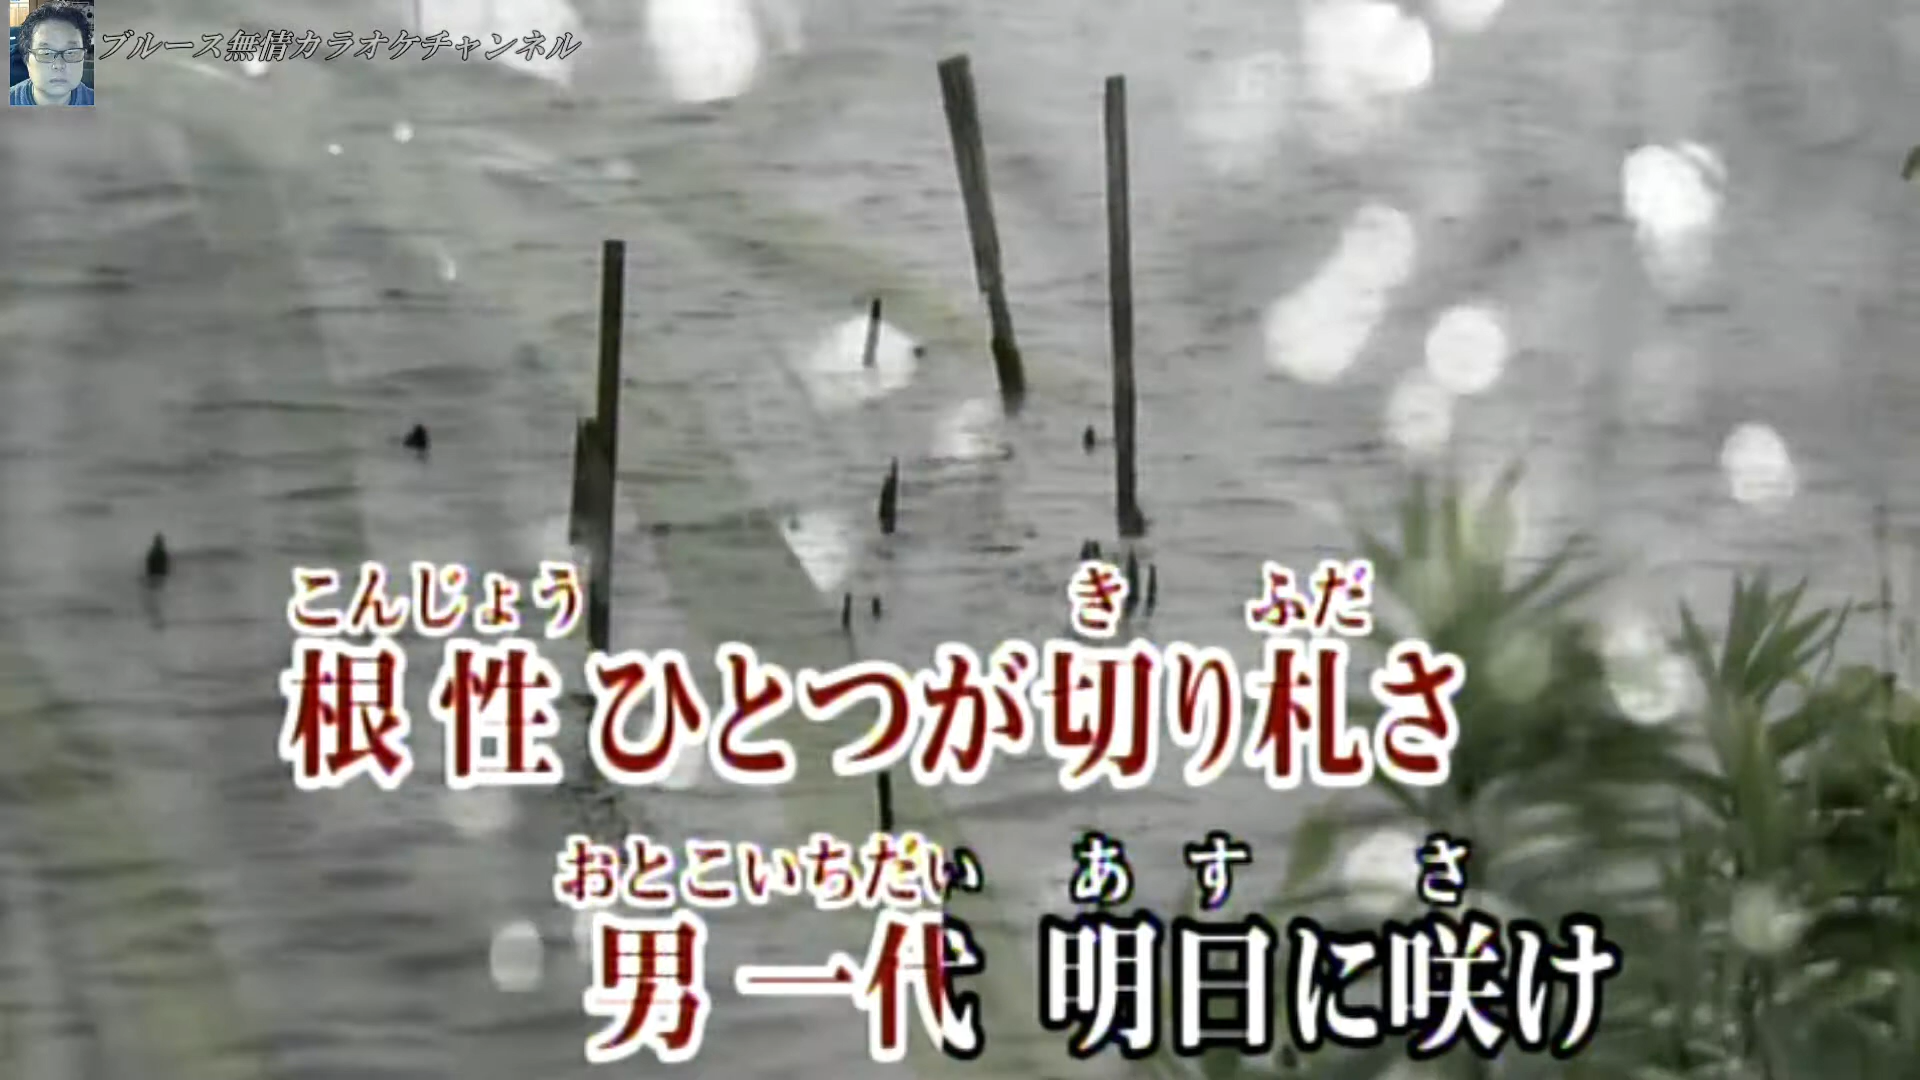 ブルース無情カラオケチャンネル
こんじょう き ふだ
根性ひとつが切り札さ
おとこいちだい あす さ
男一代 明日に咲け